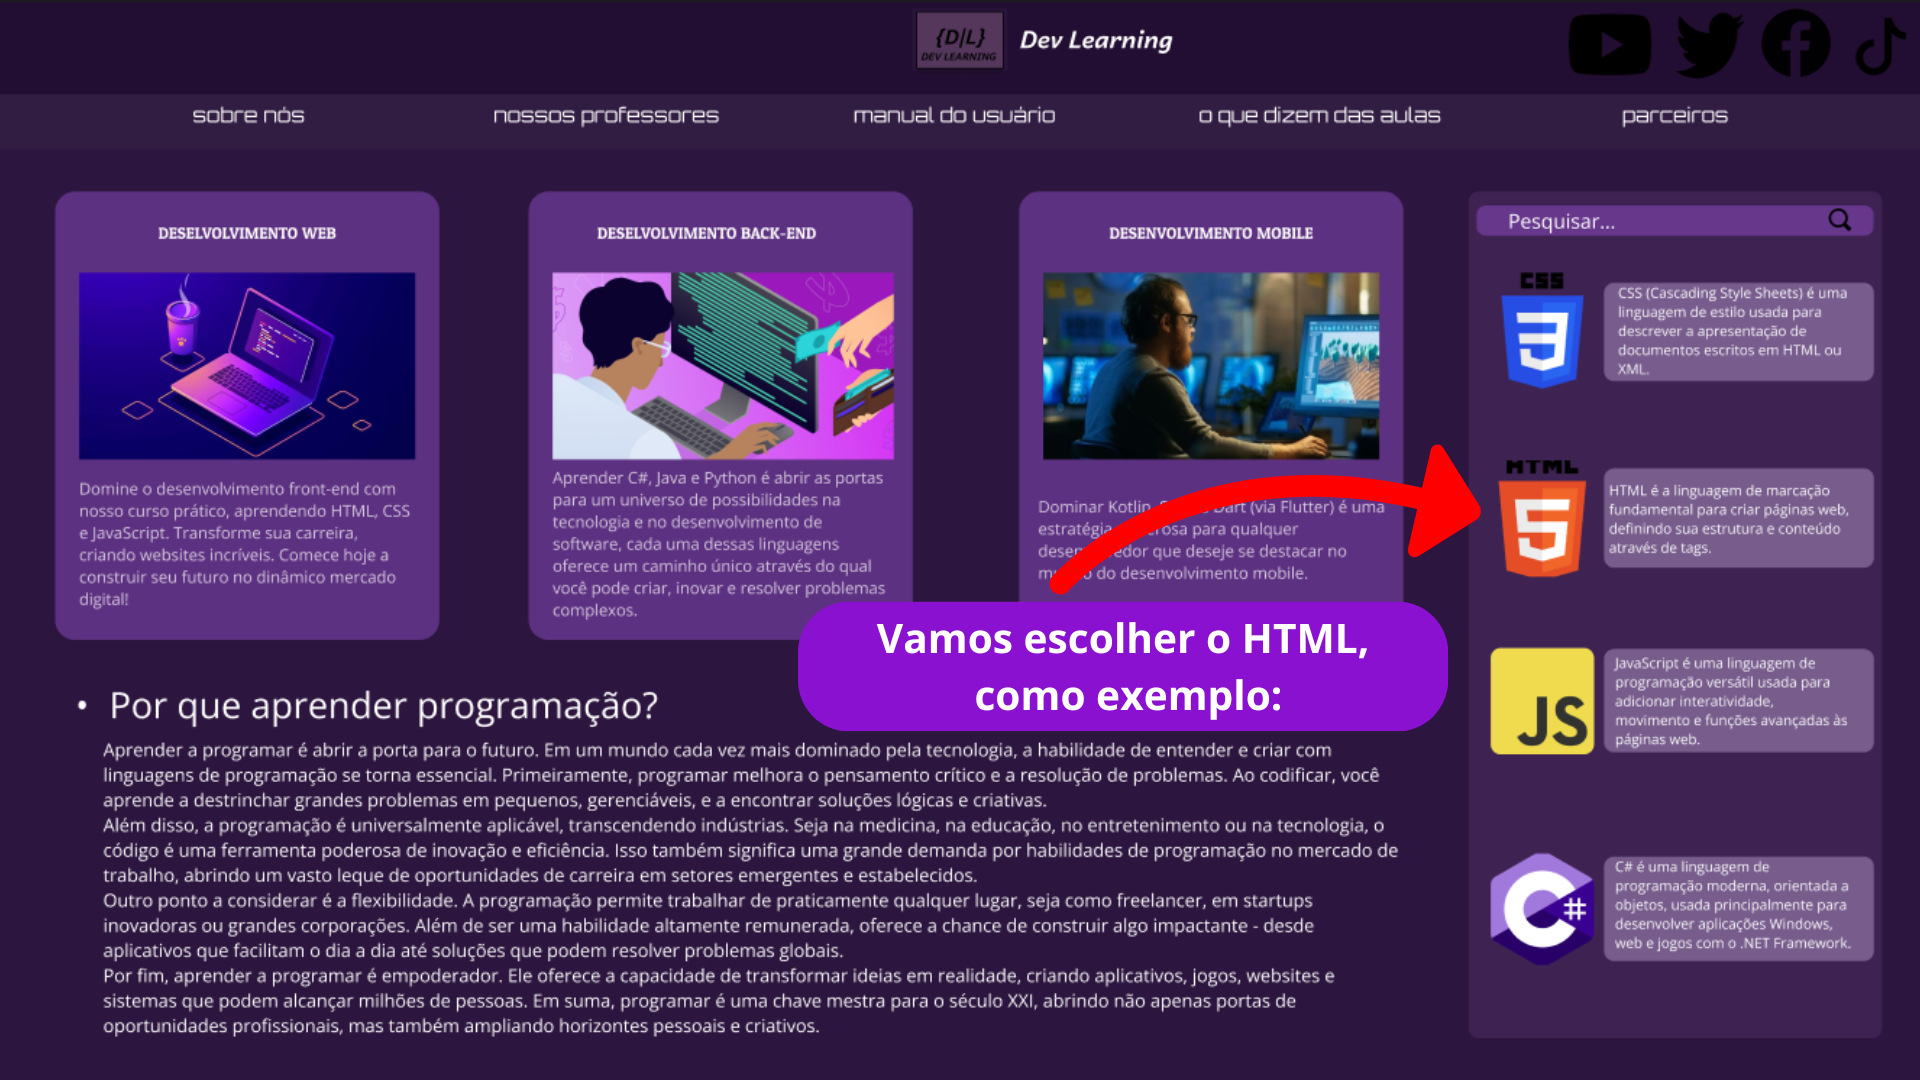 {D|L}
DEV LEARNING
Dev Learning
sobre nós
nossos professores
manual do usuário
o que dizem das aulas
parceiros
DESELVOLVIMENTO WEB
Domine o desenvolvimento front-end com
nosso curso prático, aprendendo HTML, CSS
e JavaScript. Transforme sua carreira,
criando websites incríveis. Comece hoje a
construir seu futuro no dinâmico mercado
digital!
DESELVOLVIMENTO BACK-END
Aprender C#, Java e Python é abrir as portas
para um universo de possibilidades na
tecnologia e no desenvolvimento de
software, cada uma dessas linguagens
oferece um caminho único através do qual
você pode criar, inovar e resolver problemas
complexos.
DESENVOLVIMENTO MOBILE
Dominar Kotlin, Dart (via Flutter) é uma
estratégia para qualquer
que deseje se destacar no
do desenvolvimento mobile.
Vamos escolher o HTML,
como exemplo:
Pesquisar...
CSS
3
CSS (Cascading Style Sheets) é uma
linguagem de estilo usada para
descrever a apresentação de
documentos escritos em HTML ou
XML.
HTML
5
HTML é a linguagem de marcação
fundamental para criar páginas web,
definindo sua estrutura e conteúdo
através de tags.
JS
JavaScript é uma linguagem de
programação versátil usada para
adicionar interatividade,
movimento e funções avançadas às
páginas web.
C#
C# é uma linguagem de
programação moderna, orientada a
objetos, usada principalmente para
desenvolver aplicações Windows,
web e jogos com o .NET Framework.
• Por que aprender programação?
Aprender a programar é abrir a porta para o futuro. Em um mundo cada vez mais dominado pela tecnologia, a habilidade de entender e criar com
linguagens de programação se torna essencial. Primeiramente, programar melhora o pensamento crítico e a resolução de problemas. Ao codificar, você
aprende a destrinchar grandes problemas em pequenos, gerenciáveis, e a encontrar soluções lógicas e criativas.
Além disso, a programação é universalmente aplicável, transcendendo indústrias. Seja na medicina, na educação, no entretenimento ou na tecnologia, o
código é uma ferramenta poderosa de inovação e eficiência. Isso também significa uma grande demanda por habilidades de programação no mercado de
trabalho, abrindo um vasto leque de oportunidades de carreira em setores emergentes e estabelecidos.
Outro ponto a considerar é a flexibilidade. A programação permite trabalhar de praticamente qualquer lugar, seja como freelancer, em startups
inovadoras ou grandes corporações. Além de ser uma habilidade altamente remunerada, oferece a chance de construir algo impactante - desde
aplicativos que facilitam o dia a dia até soluções que podem resolver problemas globais.
Por fim, aprender a programar é empoderador. Ele oferece a capacidade de transformar ideias em realidade, criando aplicativos, jogos, websites e
sistemas que podem alcançar milhões de pessoas. Em suma, programar é uma chave mestra para o século XXI, abrindo não apenas portas de
oportunidades profissionais, mas também ampliando horizontes pessoais e criativos.